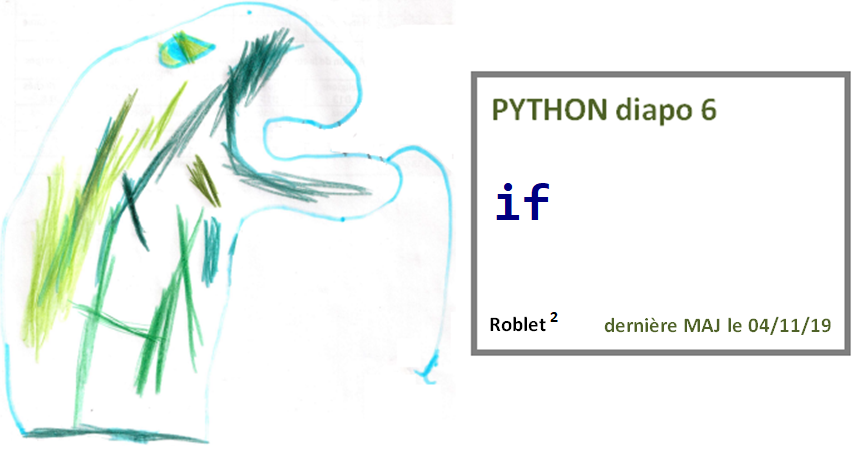 PYTHON diapo 6
if
Roblet ²
dernière MAJ le 04/11/19